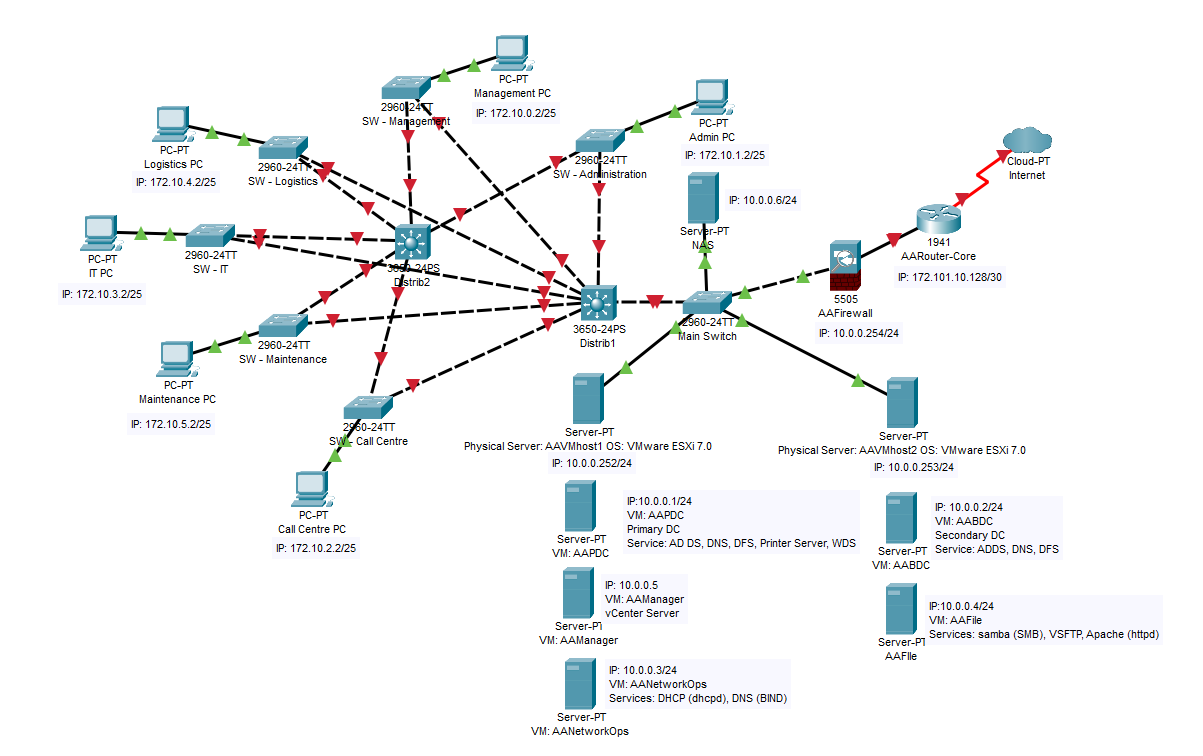 PC-PT
Management PC
IP: 172.10.0.2/25
2960-24TT
SW - Management
PC-PT
Logistics PC
IP: 172.10.4.2/25
2960-24TT
SW - Logistics
PC-PT
Admin PC
IP: 172.10.1.2/25
2960-24TT
SW - Administration
Cloud-PT
Internet
IP: 10.0.0.6/24
Server-PT
NAS
PC-PT
IT PC
IP: 172.10.3.2/25
2960-24TT
SW - IT
3650-24PS
Distrib2
1941
AARouter-Core
IP: 172.101.10.128/30
5505
AAFirewall
IP: 10.0.0.254/24
3650-24PS
Distrib1
2960-24TT
Main Switch
2960-24TT
SW - Maintenance
PC-PT
Maintenance PC
IP: 172.10.5.2/25
2960-24TT
SW - Call Centre
PC-PT
Call Centre PC
IP: 172.10.2.2/25
Server-PT
Physical Server: AAVMhost1 OS: VMware ESXi 7.0
IP: 10.0.0.252/24
Server-PT
Physical Server: AAVMhost2 OS: VMware ESXi 7.0
IP: 10.0.0.253/24
Server-PT
VM: AAPDC
IP:10.0.0.1/24
VM: AAPDC
Primary DC
Service: AD DS, DNS, DFS, Printer Server, WDS
Server-PT
VM: AABDC
IP: 10.0.0.2/24
VM: AABDC
Secondary DC
Service: ADDS, DNS, DFS
Server-PT
VM: AAManager
IP: 10.0.0.5
VM: AAManager
vCenter Server
Server-PT
AAFIle
IP:10.0.0.4/24
VM: AAFIle
Services: samba (SMB), VSFTP, Apache (httpd)
Server-PT
VM: AANetworkOps
IP: 10.0.0.3/24
VM: AANetworkOps
Services: DHCP (dhcpd), DNS (BIND)